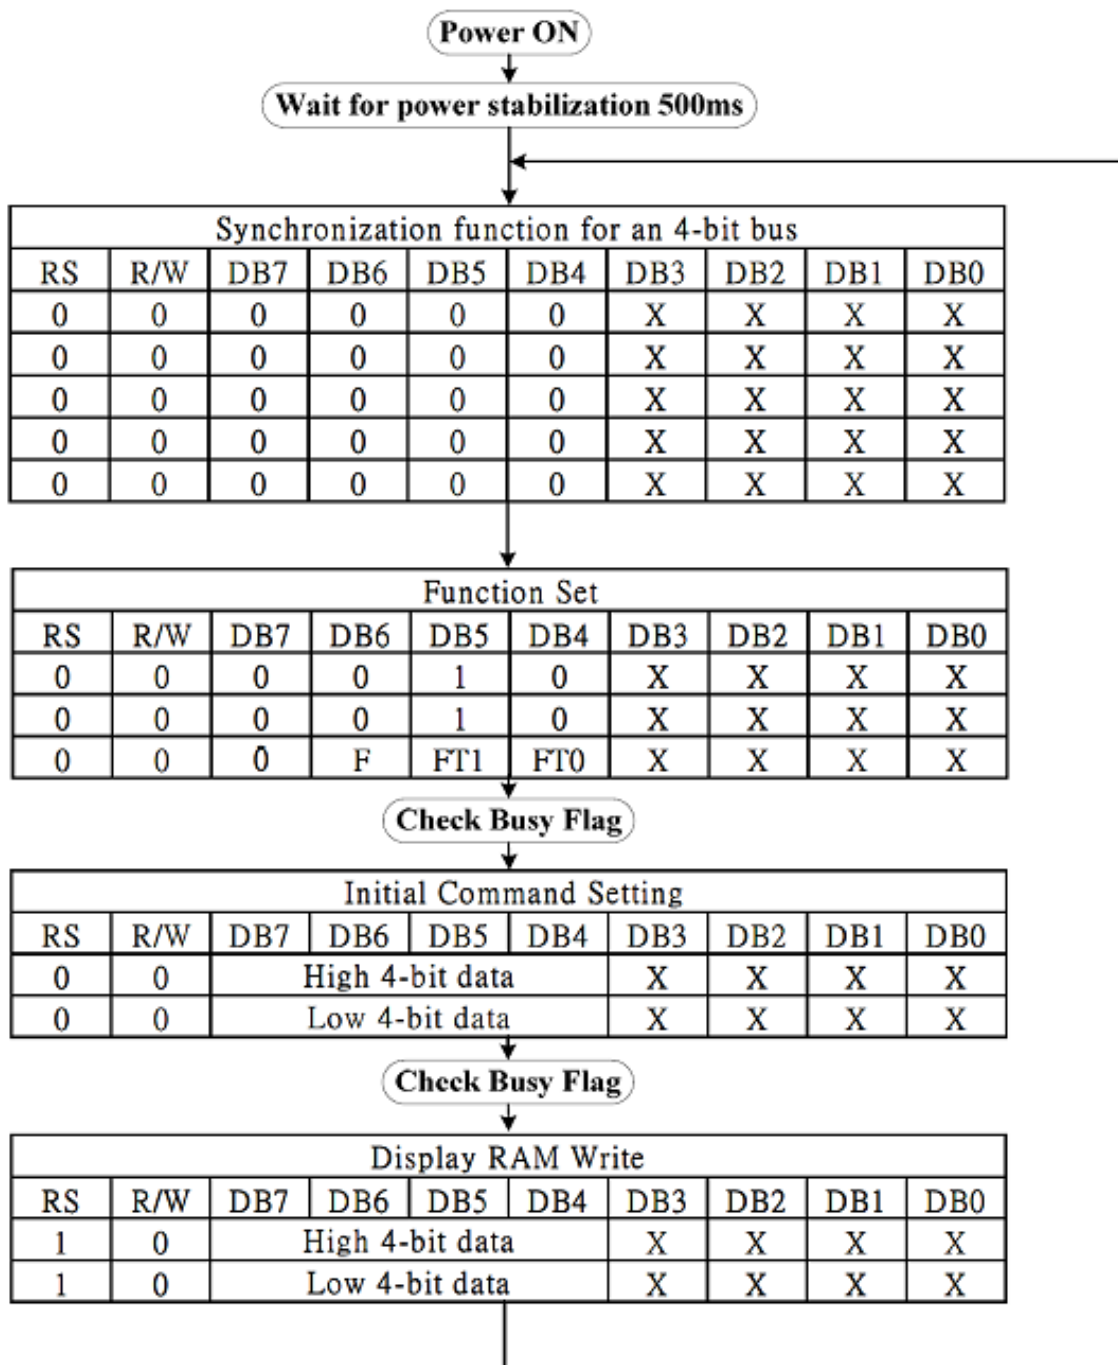 Power ON
Wait for power stabilization 500ms
Synchronization function for an 4-bit bus
RS R/W DB7 DB6 DB5 DB4 DB3 DB2 DB1 DB0
0 0 0 0 0 0 X X X X
0 0 0 0 0 0 X X X X
0 0 0 0 0 0 X X X X
0 0 0 0 0 0 X X X X
0 0 0 0 0 0 X X X X
Function Set
RS R/W DB7 DB6 DB5 DB4 DB3 DB2 DB1 DB0
0 0 0 0 1 0 X X X X
0 0 0 0 1 0 X X X X
0 0 0 F FT1 FT0 X X X X
Check Busy Flag
Initial Command Setting
RS R/W DB7 DB6 DB5 DB4 DB3 DB2 DB1 DB0
0 0 High 4-bit data X X X X
0 0 Low 4-bit data X X X X
Check Busy Flag
Display RAM Write
RS R/W DB7 DB6 DB5 DB4 DB3 DB2 DB1 DB0
1 0 High 4-bit data X X X X
1 0 Low 4-bit data X X X X